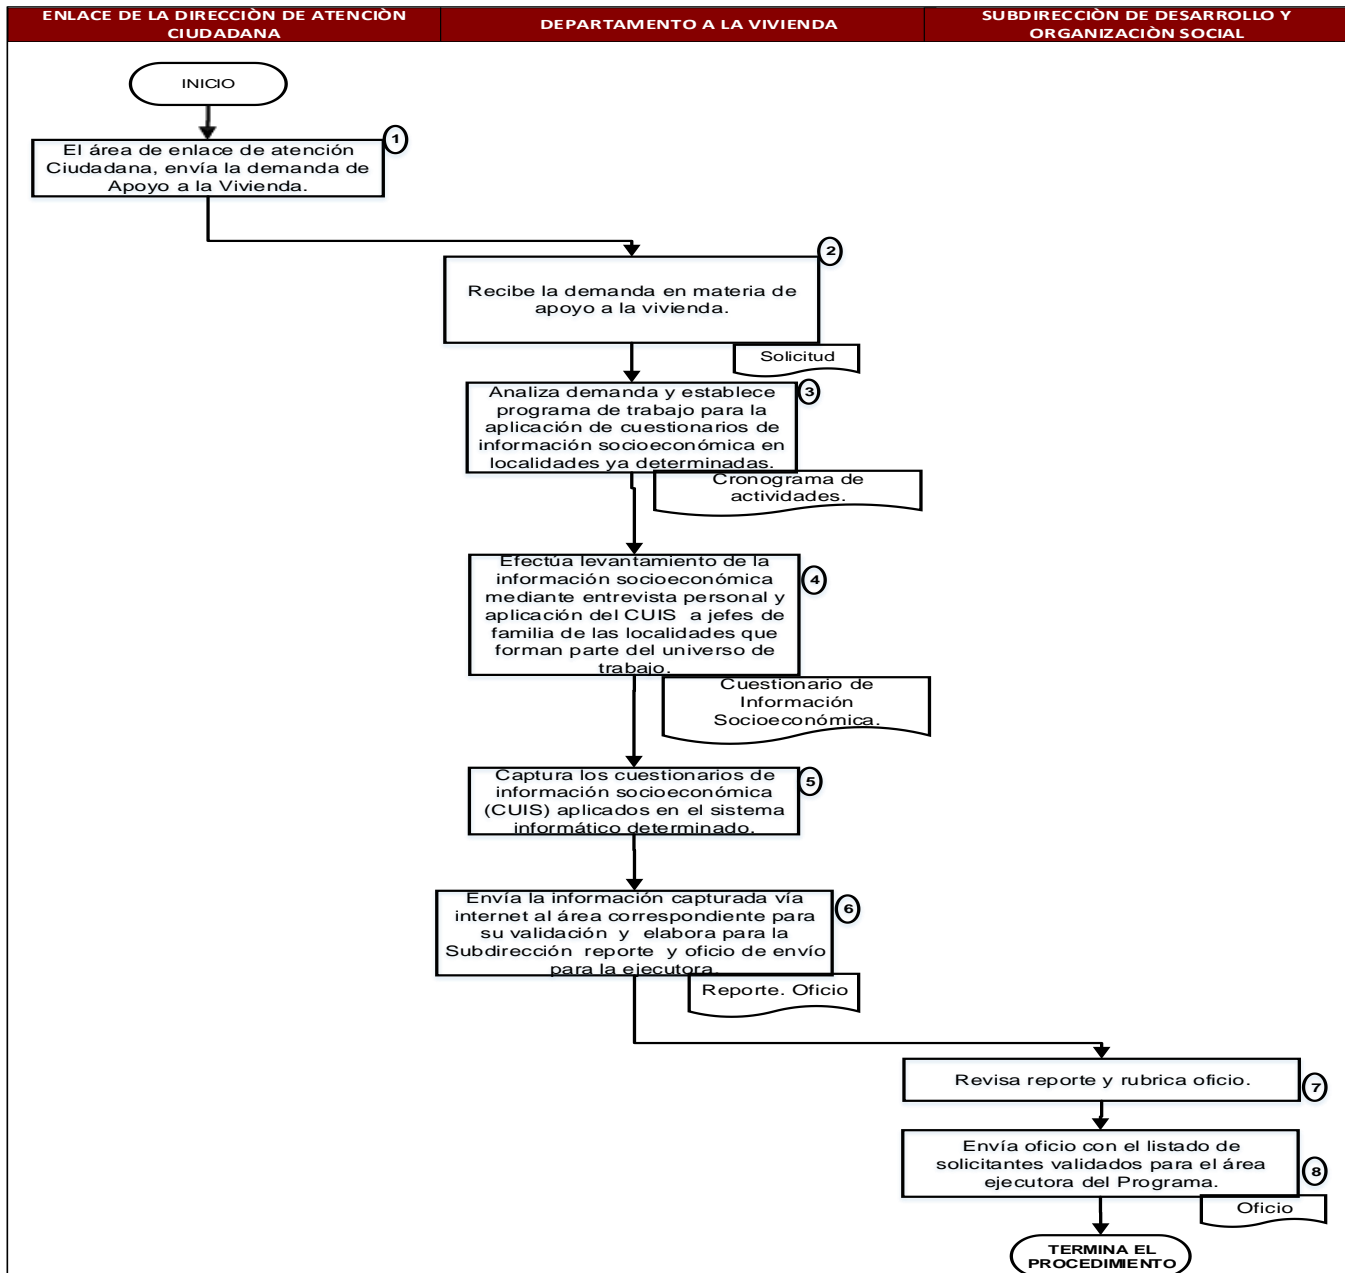 ENLACE DE LA DIRECCIÒN DE ATENCIÒN
CIUDADANA
DEPARTAMENTO A LA VIVIENDA
SUBDIRECCIÒN DE DESARROLLO Y
ORGANIZACIÒN SOCIAL
INICIO
1
El área de enlace de atención
Ciudadana, envía la demanda de
Apoyo a la Vivienda.
2
Recibe la demanda en materia de
apoyo a la vivienda.
Solicitud
3
Analiza demanda y establece
programa de trabajo para la
aplicación de cuestionarios de
información socioeconómica en
localidades ya determinadas.
Cronograma de
actividades.
4
Efectúa levantamiento de la
información socioeconómica
mediante entrevista personal y
aplicación del CUIS a jefes de
familia de las localidades que
forman parte del universo de
trabajo.
Cuestionario de
Información
Socioeconómica.
5
Captura los cuestionarios de
información socioeconómica
(CUIS) aplicados en el sistema
informático determinado.
6
Envía la información capturada vía
internet al área correspondiente para
su validación y elabora para la
Subdirección reporte y oficio de envío
para la ejecutora.
Reporte. Oficio
Revisa reporte y rubrica oficio.
7
Envía oficio con el listado de
solicitantes validados para el área
ejecutora del Programa.
8
Oficio
TERMINA EL
PROCEDIMIENTO